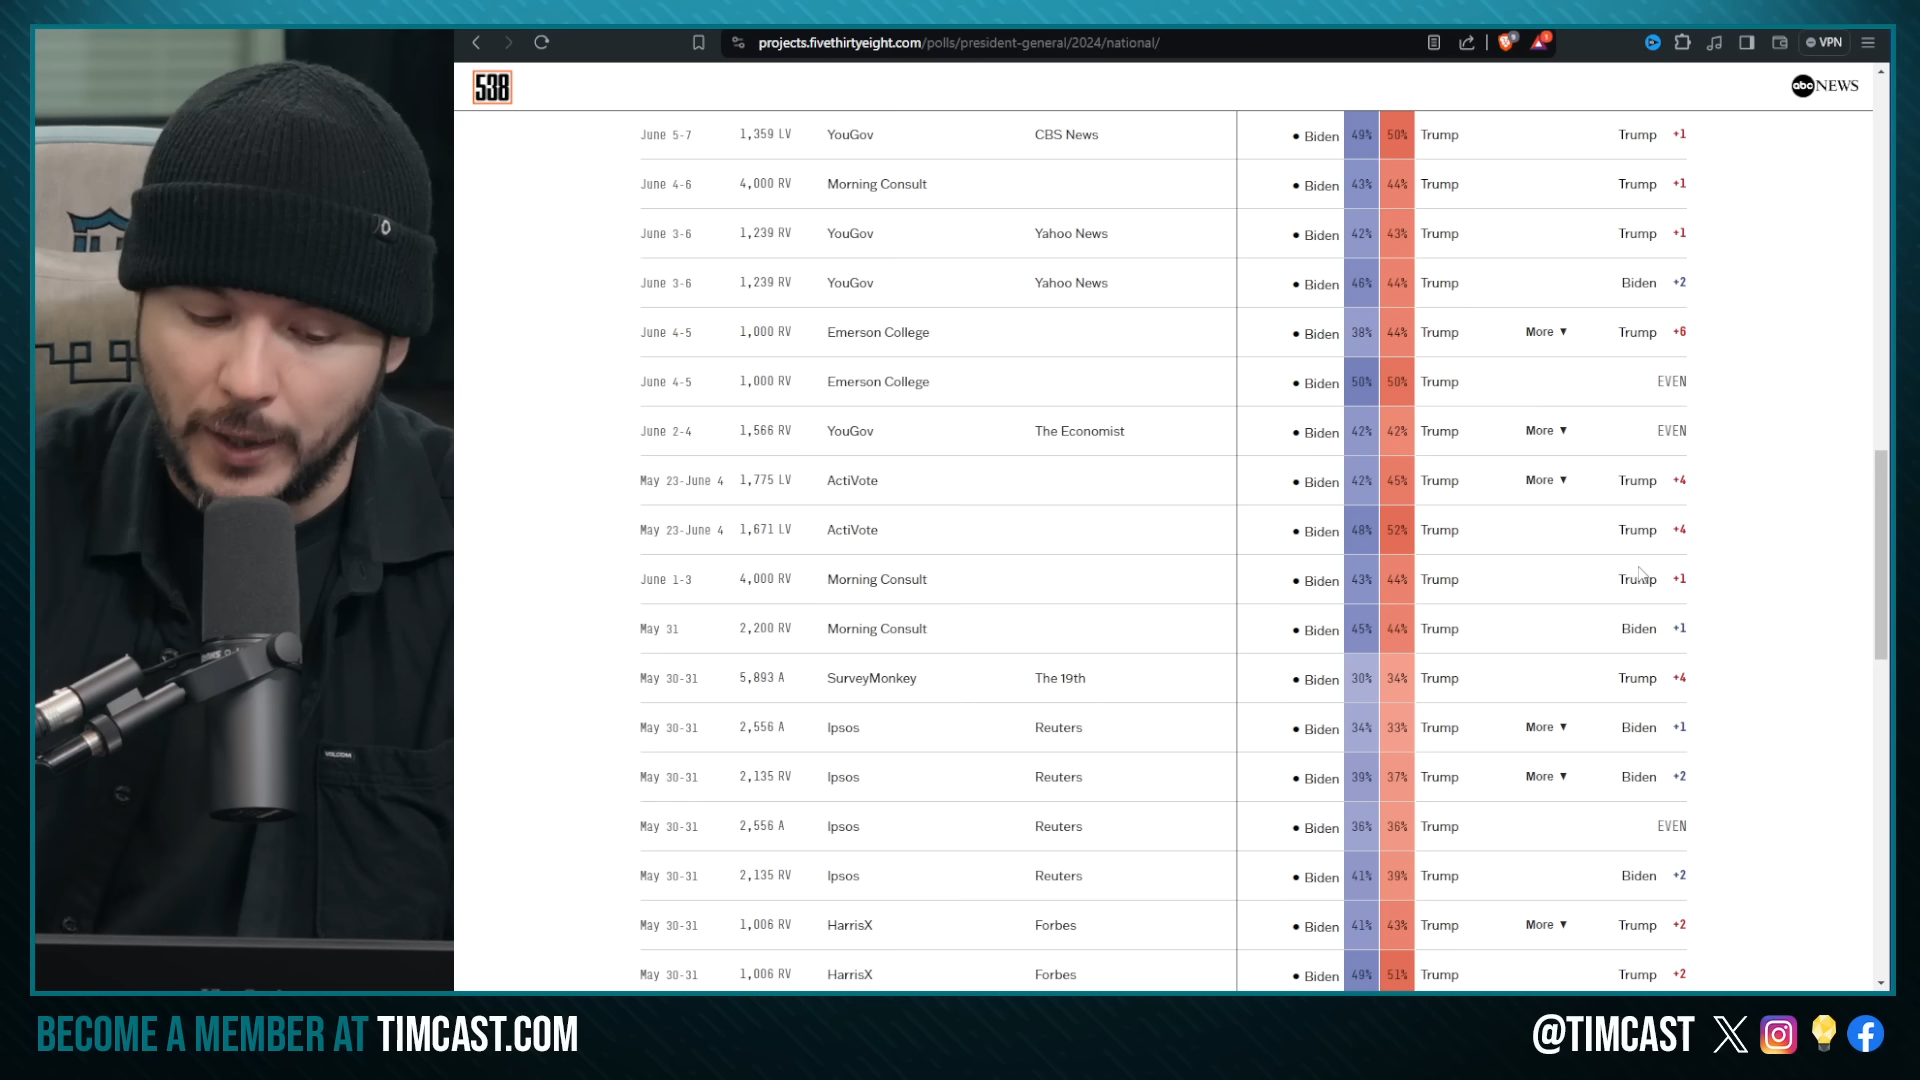 projects.fivethirtyeight.com/polls/president-general/2024/national/
VPN
538
abc NEWS
June 5-7 1,359 LV YouGov CBS News • Biden 49% 50% Trump Trump +1
June 4-6 4,000 RV Morning Consult • Biden 43% 44% Trump Trump +1
June 3-6 1,239 RV YouGov Yahoo News • Biden 42% 43% Trump Trump +1
June 3-6 1,239 RV YouGov Yahoo News • Biden 46% 44% Trump Biden +2
June 4-5 1,000 RV Emerson College • Biden 38% 44% Trump More ▼ Trump +6
June 4-5 1,000 RV Emerson College • Biden 50% 50% Trump EVEN
June 2-4 1,566 RV YouGov The Economist • Biden 42% 42% Trump More ▼ EVEN
May 23-June 4 1,775 LV ActiVote • Biden 42% 45% Trump More ▼ Trump +4
May 23-June 4 1,671 LV ActiVote • Biden 48% 52% Trump Trump +4
June 1-3 4,000 RV Morning Consult • Biden 43% 44% Trump Trump +1
May 31 2,200 RV Morning Consult • Biden 45% 44% Trump Biden +1
May 30-31 5,893 A SurveyMonkey The 19th • Biden 30% 34% Trump Trump +4
May 30-31 2,556 A Ipsos Reuters • Biden 34% 33% Trump More ▼ Biden +1
May 30-31 2,135 RV Ipsos Reuters • Biden 39% 37% Trump More ▼ Biden +2
May 30-31 2,556 A Ipsos Reuters • Biden 36% 36% Trump EVEN
May 30-31 2,135 RV Ipsos Reuters • Biden 41% 39% Trump Biden +2
May 30-31 1,006 RV HarrisX Forbes • Biden 41% 43% Trump More ▼ Trump +2
May 30-31 1,006 RV HarrisX Forbes • Biden 49% 51% Trump Trump +2
VOLCOM
BECOME A MEMBER AT TIMCAST.COM
@TIMCAST